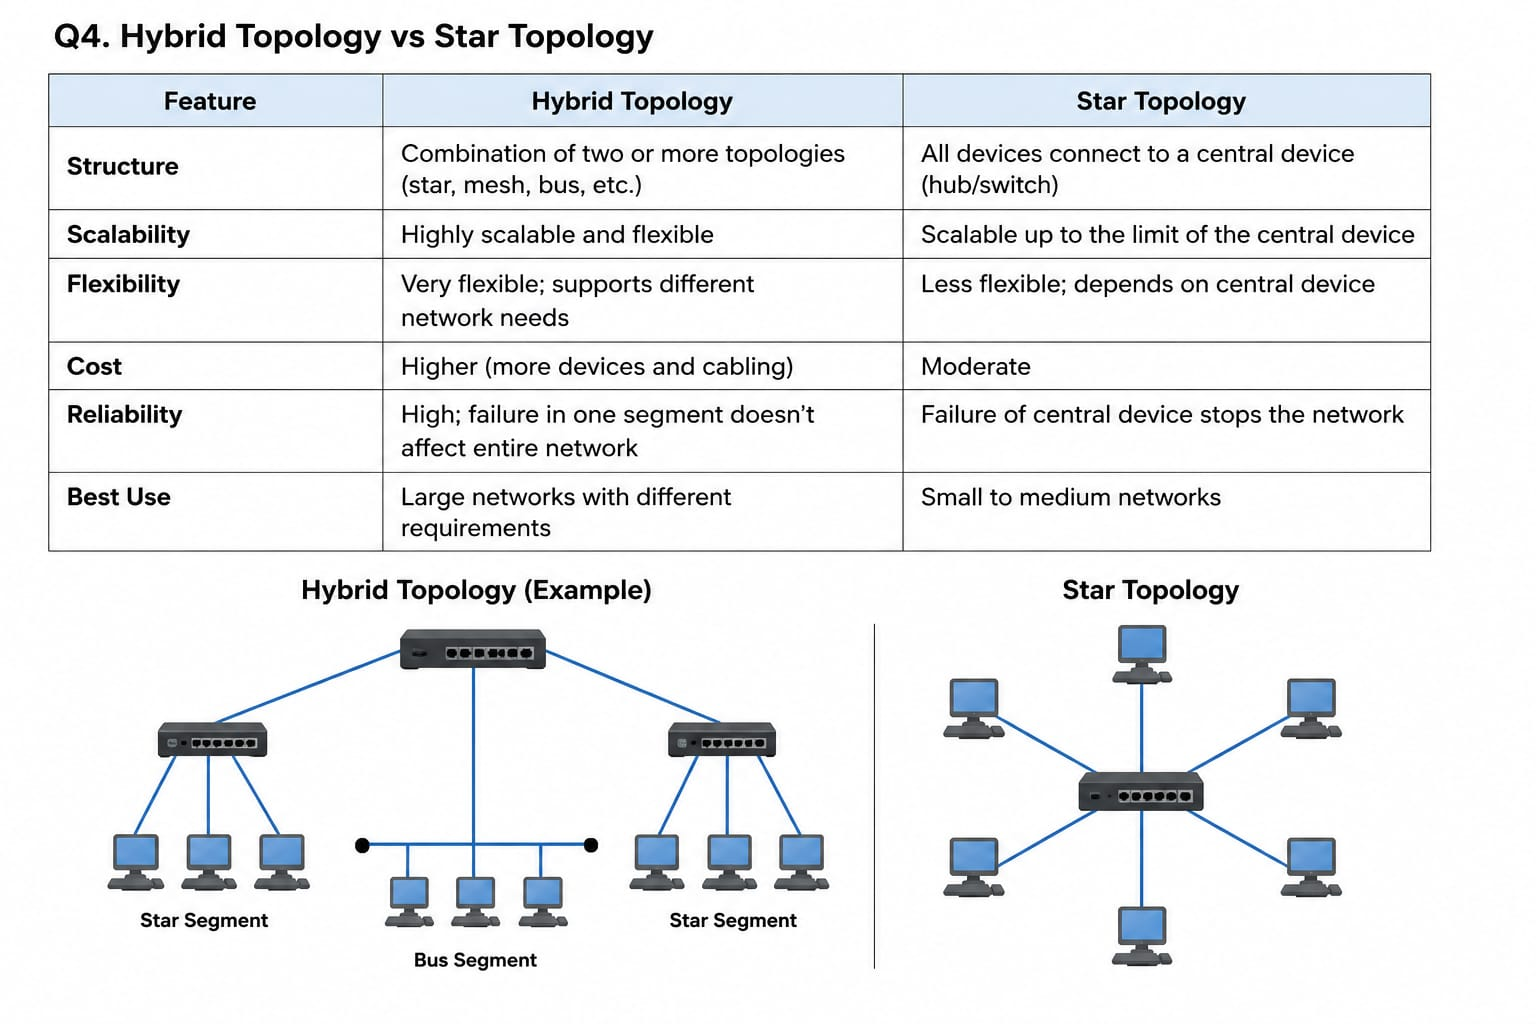 Q4. Hybrid Topology vs Star Topology
Feature
Hybrid Topology
Star Topology
Structure
Combination of two or more topologies
(star, mesh, bus, etc.)
All devices connect to a central device
(hub/switch)
Scalability
Highly scalable and flexible
Scalable up to the limit of the central device
Flexibility
Very flexible; supports different
network needs
Less flexible; depends on central device
Cost
Higher (more devices and cabling)
Moderate
Reliability
High; failure in one segment doesn’t
affect entire network
Failure of central device stops the network
Best Use
Large networks with different
requirements
Small to medium networks
Hybrid Topology (Example)
Star Segment
Bus Segment
Star Segment
Star Topology